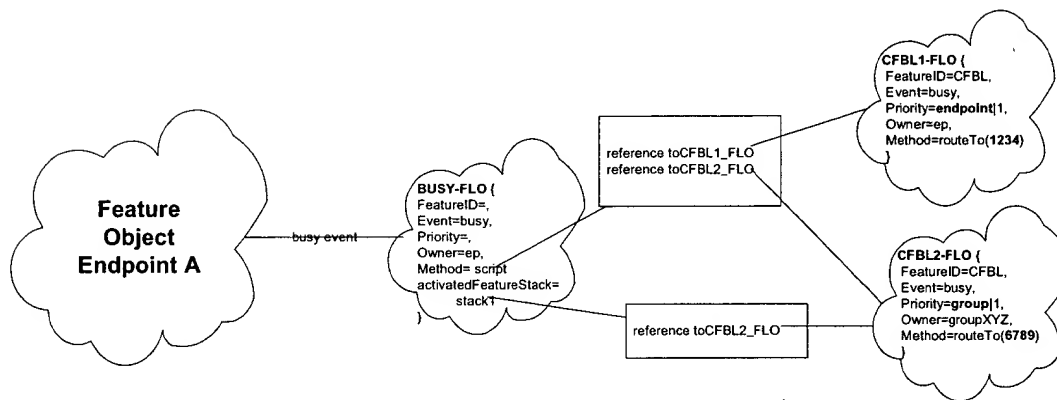 Feature
Object
Endpoint A
busy event
BUSY-FLO {
FeatureID=,
Event=busy,
Priority=,
Owner=ep,
Method= script
activatedFeatureStack=
stack1
}
reference toCFBL1_FLO
reference toCFBL2_FLO
reference toCFBL2_FLO
CFBL1-FLO {
FeatureID=CFBL,
Event=busy,
Priority=endpoint|1,
Owner=ep,
Method=routeTo(1234)
CFBL2-FLO {
FeatureID=CFBL,
Event=busy,
Priority=group|1,
Owner=groupXYZ,
Method=routeTo(6789)